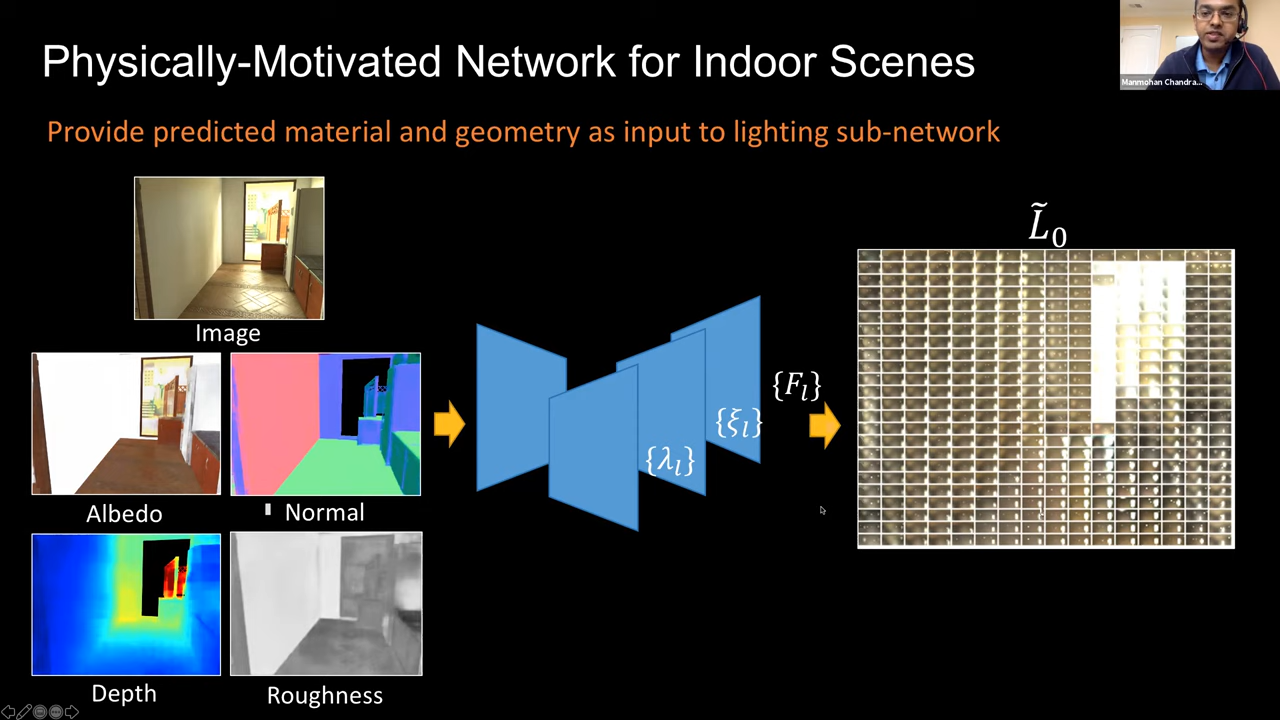 Physically-Motivated Network for Indoor Scenes
Manmohan Chandra...
Provide predicted material and geometry as input to lighting sub-network
Image
Albedo
Normal
Depth
Roughness
{λ_l}
{ξ_l}
{F_l}
L̃₀